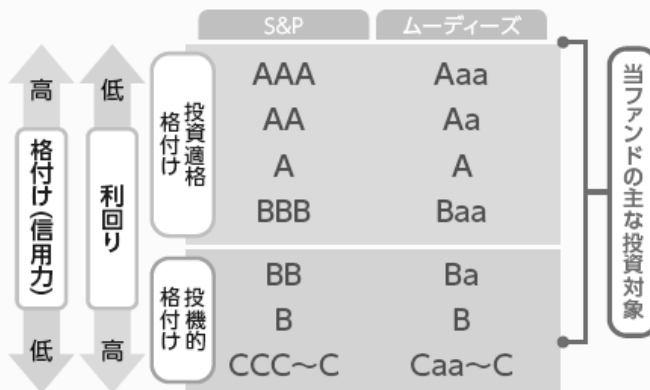 S&P ムーディーズ
高 低
格付け(信用力)
利回り
低 高
投資適格
格付け
AAA Aaa
AA Aa
A A
BBB Baa
投機的
格付け
BB Ba
B B
CCC～C Caa～C
当ファンドの主な投資対象